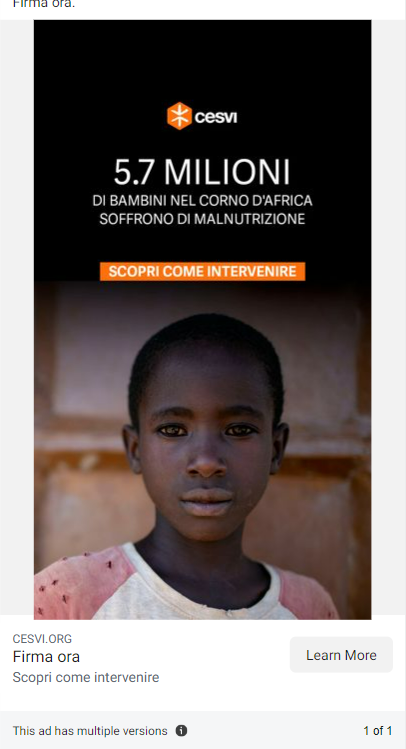 Firma ora.
cesvi
5.7 MILIONI
DI BAMBINI NEL CORNO D'AFRICA
SOFFRONO DI MALNUTRIZIONE
SCOPRI COME INTERVENIRE
CESVI.ORG
Firma ora
Scopri come intervenire
Learn More
This ad has multiple versions
1 of 1